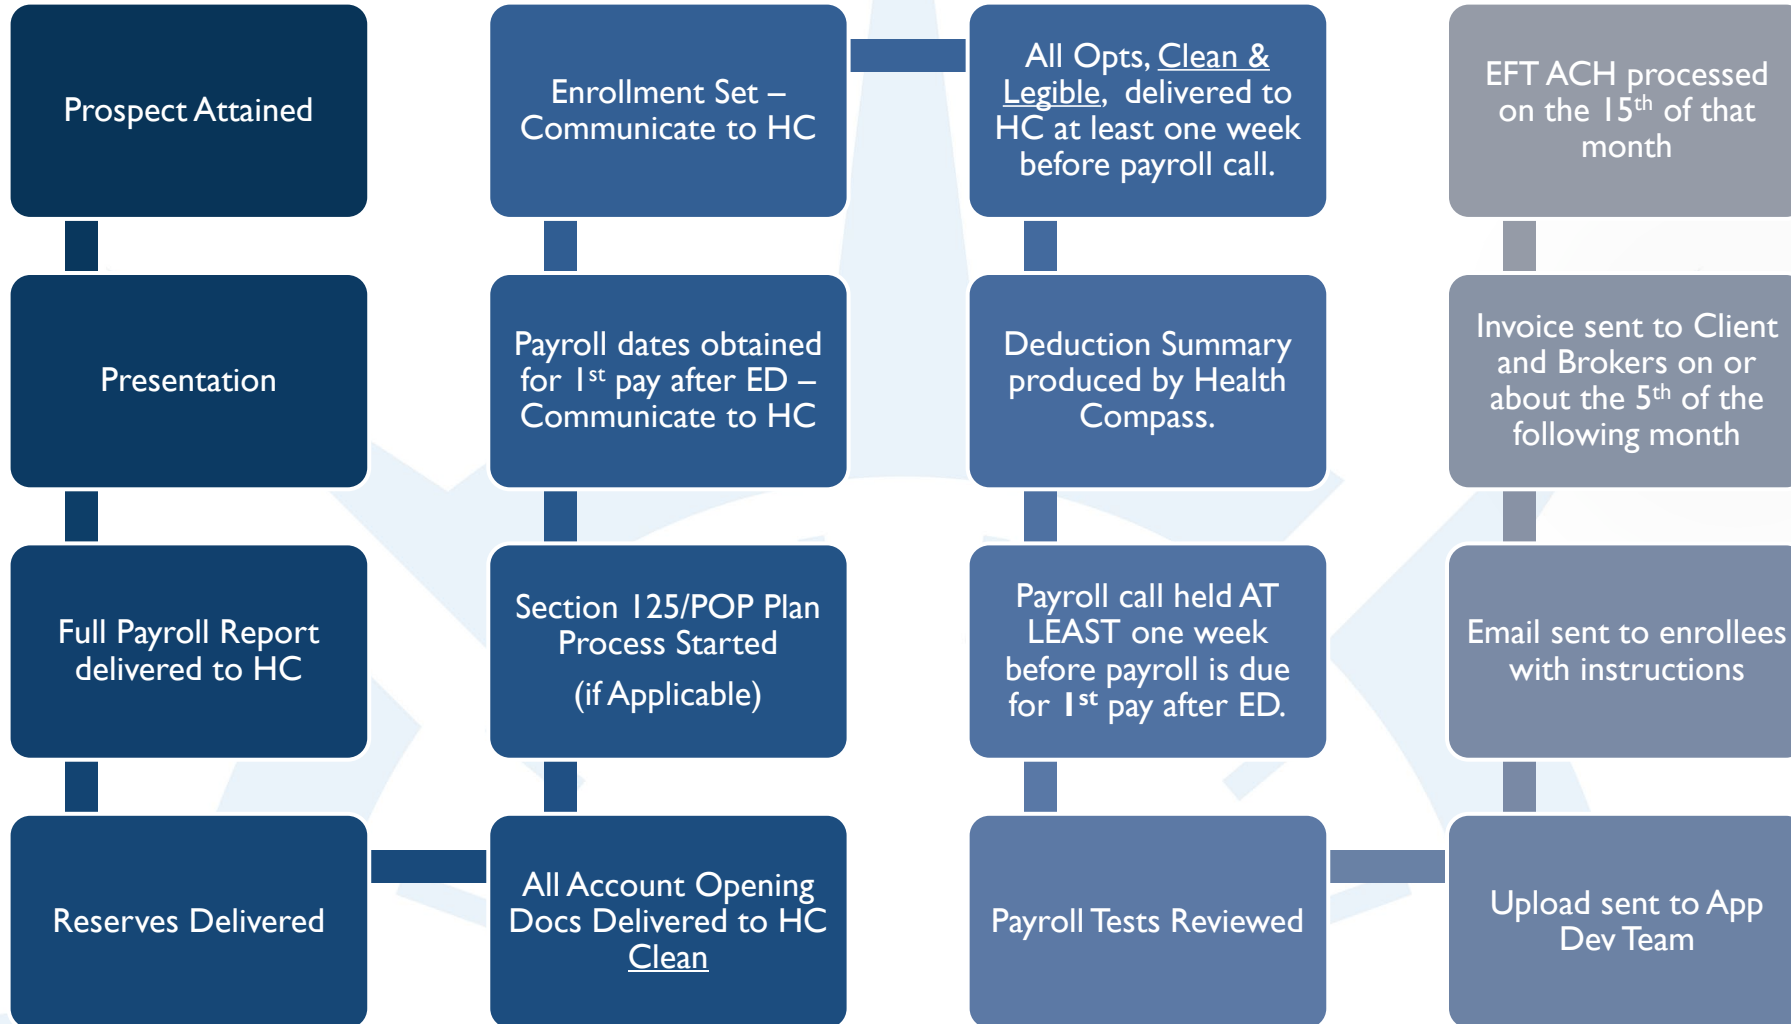 Prospect Attained
Presentation
Full Payroll Report
delivered to HC
Reserves Delivered
All Account Opening
Docs Delivered to HC
Clean
Section 125/POP Plan
Process Started
(if Applicable)
Payroll dates obtained
for 1st pay after ED –
Communicate to HC
Enrollment Set –
Communicate to HC
All Opts, Clean &
Legible, delivered to
HC at least one week
before payroll call.
Deduction Summary
produced by Health
Compass.
Payroll call held AT
LEAST one week
before payroll is due
for 1st pay after ED.
Payroll Tests Reviewed
Upload sent to App
Dev Team
Email sent to enrollees
with instructions
Invoice sent to Client
and Brokers on or
about the 5th of the
following month
EFT ACH processed
on the 15th of that
month